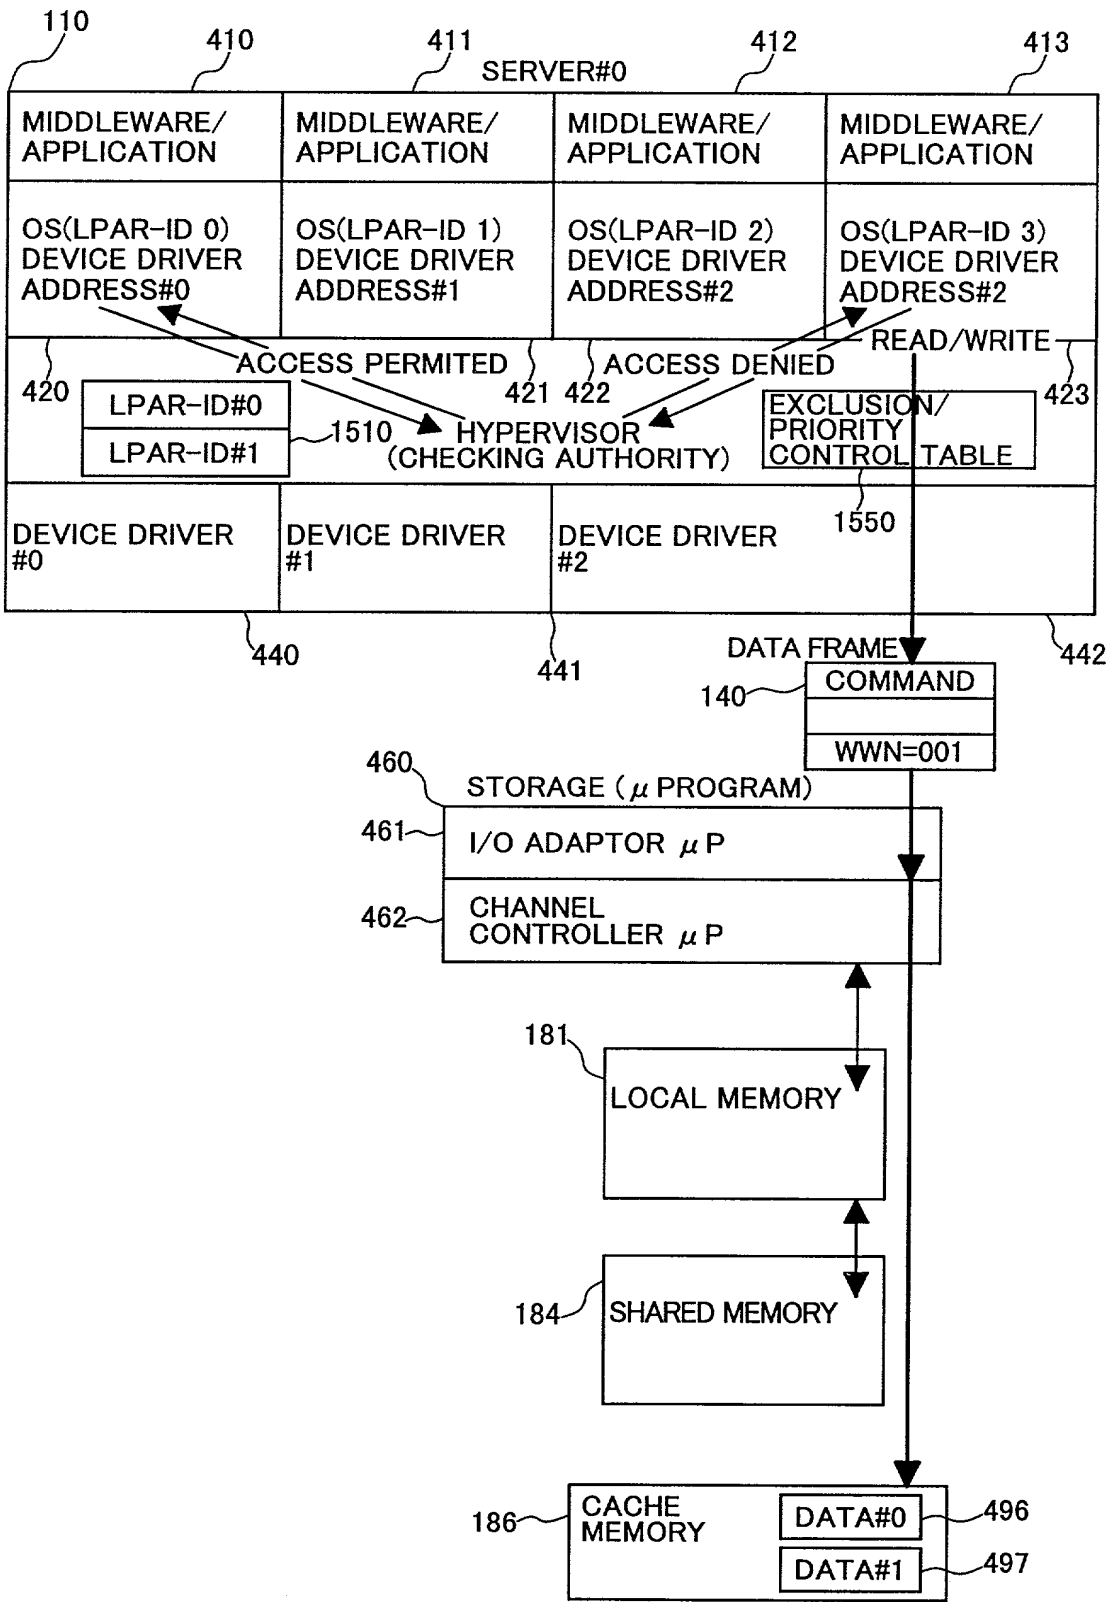 110
410
411
412
413
SERVER#0
MIDDLEWARE/
APPLICATION
MIDDLEWARE/
APPLICATION
MIDDLEWARE/
APPLICATION
MIDDLEWARE/
APPLICATION
OS(LPAR-ID 0)
DEVICE DRIVER
ADDRESS#0
OS(LPAR-ID 1)
DEVICE DRIVER
ADDRESS#1
OS(LPAR-ID 2)
DEVICE DRIVER
ADDRESS#2
OS(LPAR-ID 3)
DEVICE DRIVER
ADDRESS#2
READ/WRITE
ACCESS PERMITED
ACCESS DENIED
420
421
422
423
LPAR-ID#0
LPAR-ID#1
1510
HYPERVISOR
(CHECKING AUTHORITY)
EXCLUSION/
PRIORITY
CONTROL TABLE
1550
DEVICE DRIVER
#0
DEVICE DRIVER
#1
DEVICE DRIVER
#2
440
441
442
DATA FRAME
140
COMMAND
WWN=001
460
STORAGE (μ PROGRAM)
461
I/O ADAPTOR μP
462
CHANNEL
CONTROLLER μP
181
LOCAL MEMORY
184
SHARED MEMORY
186
CACHE
MEMORY
DATA#0
496
DATA#1
497